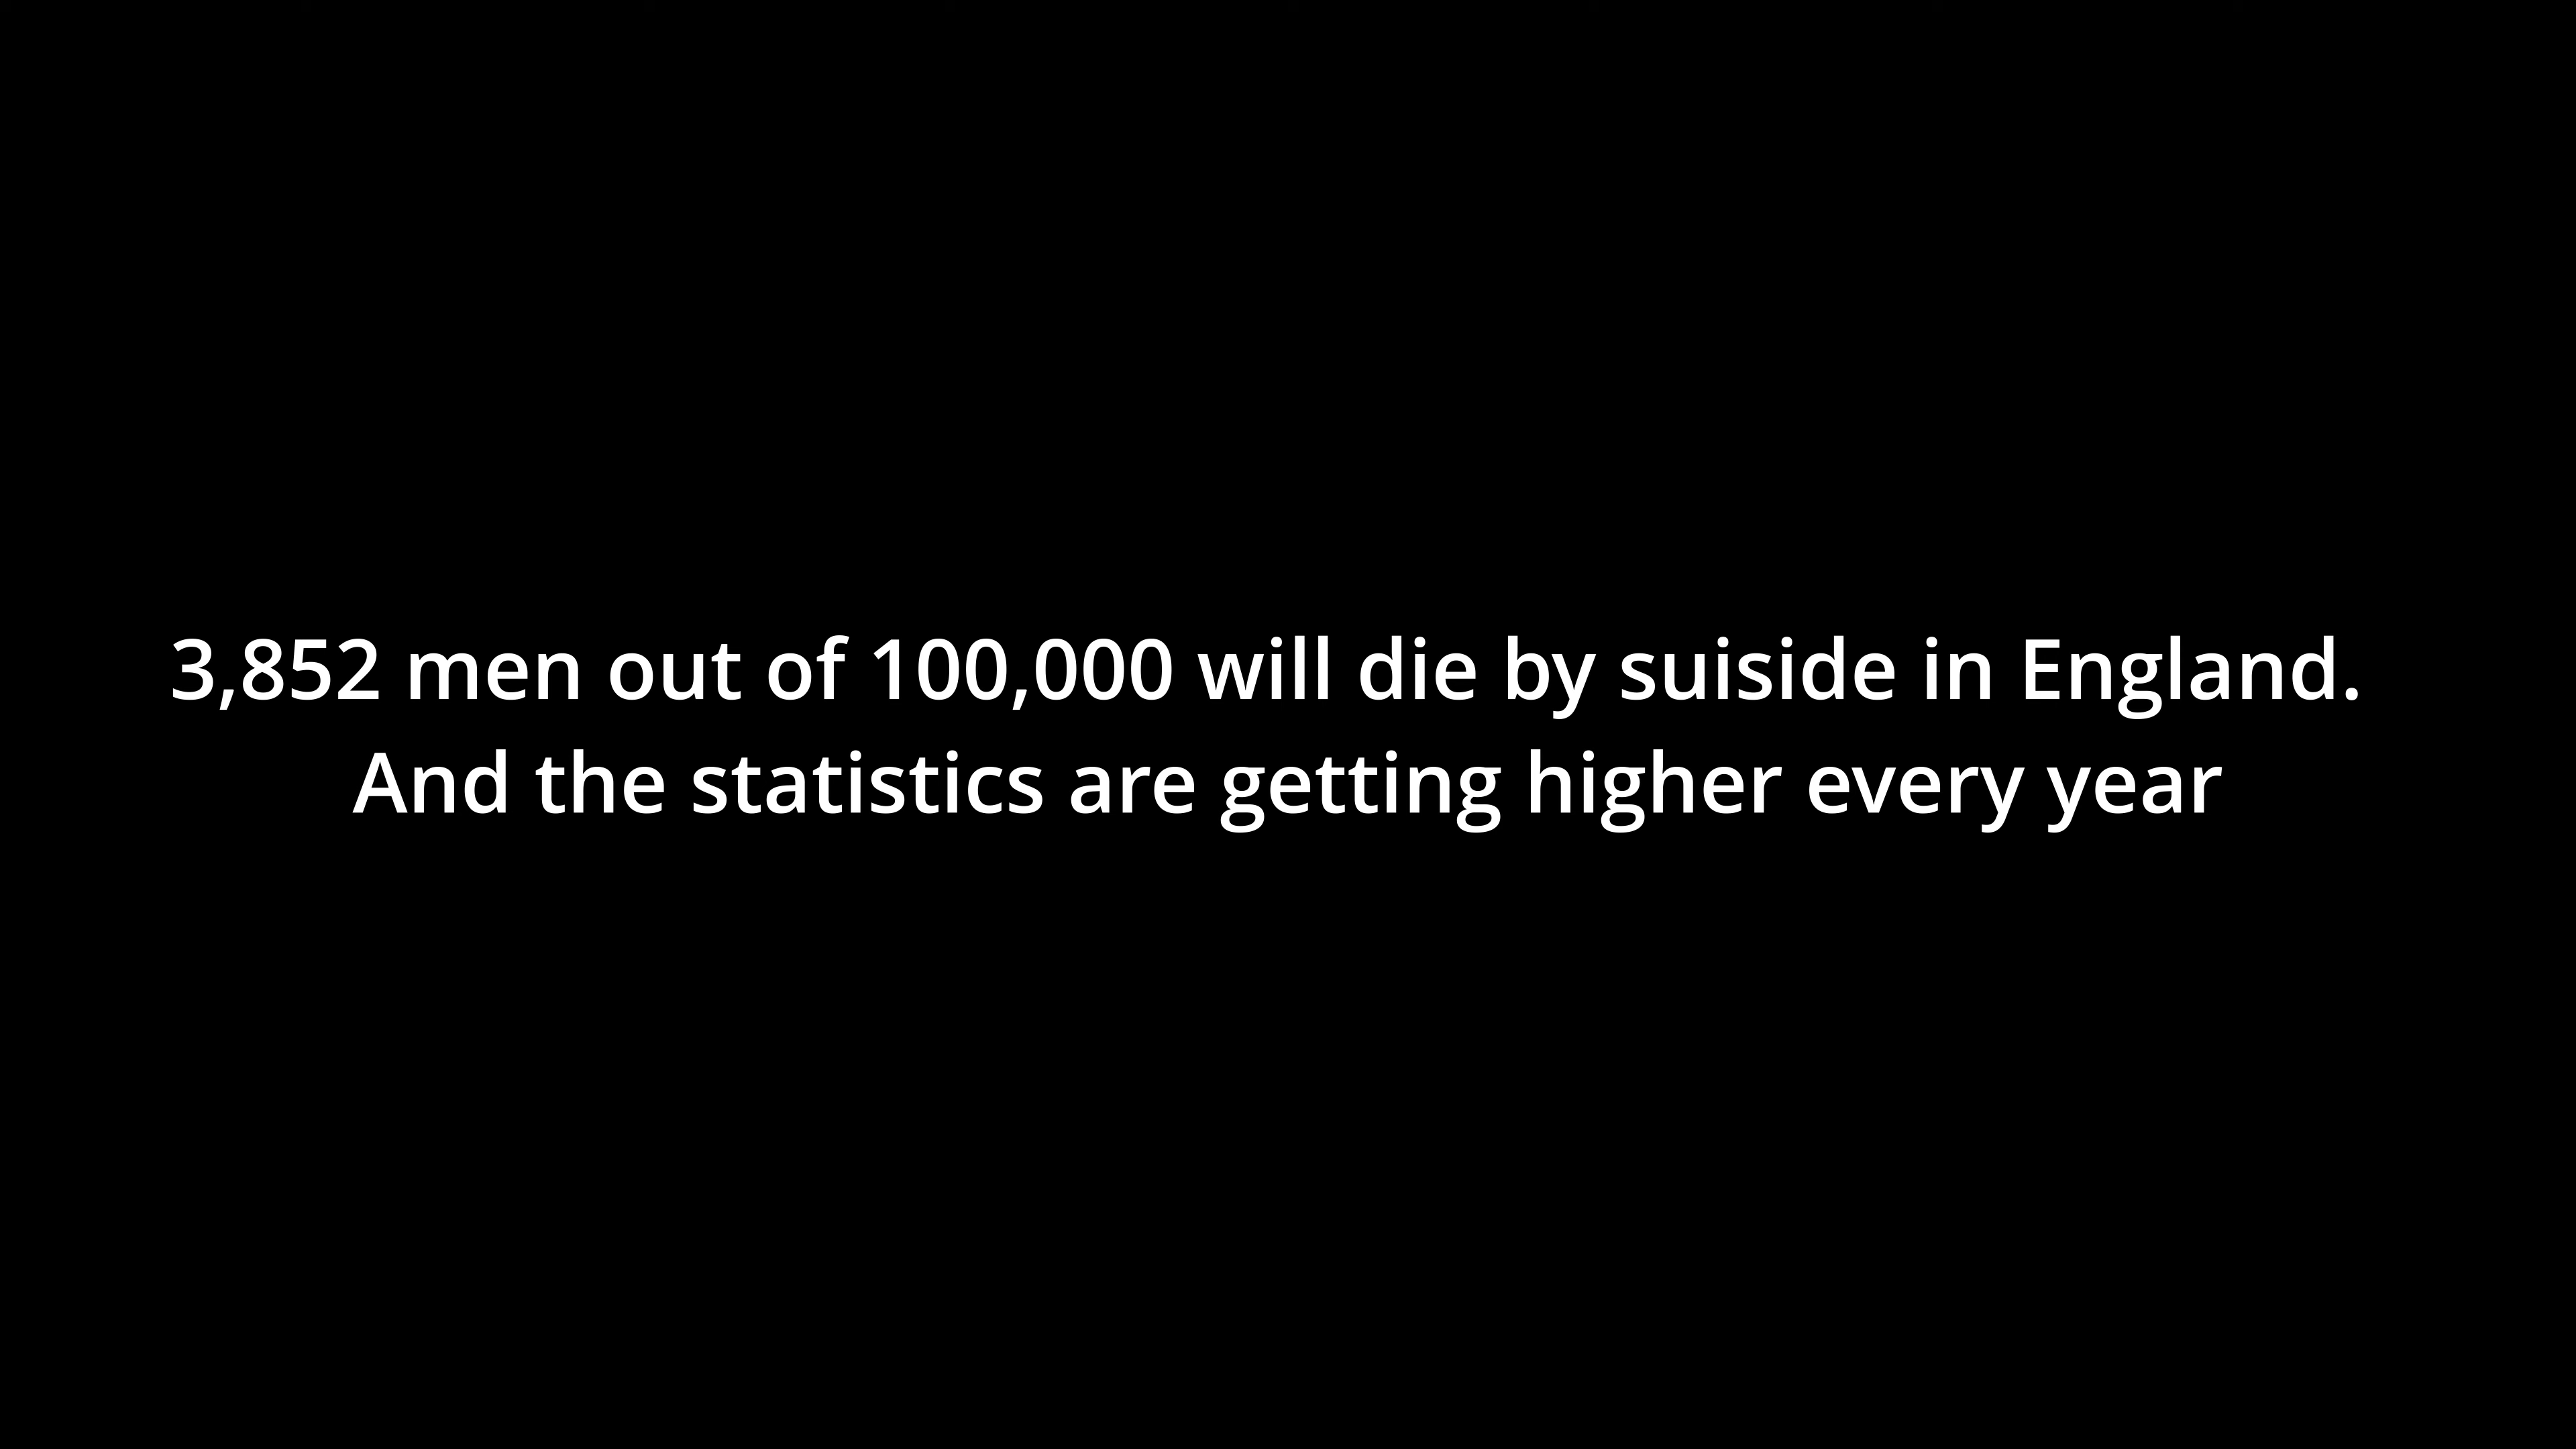 3,852 men out of 100,000 will die by suiside in England.
And the statistics are getting higher every year